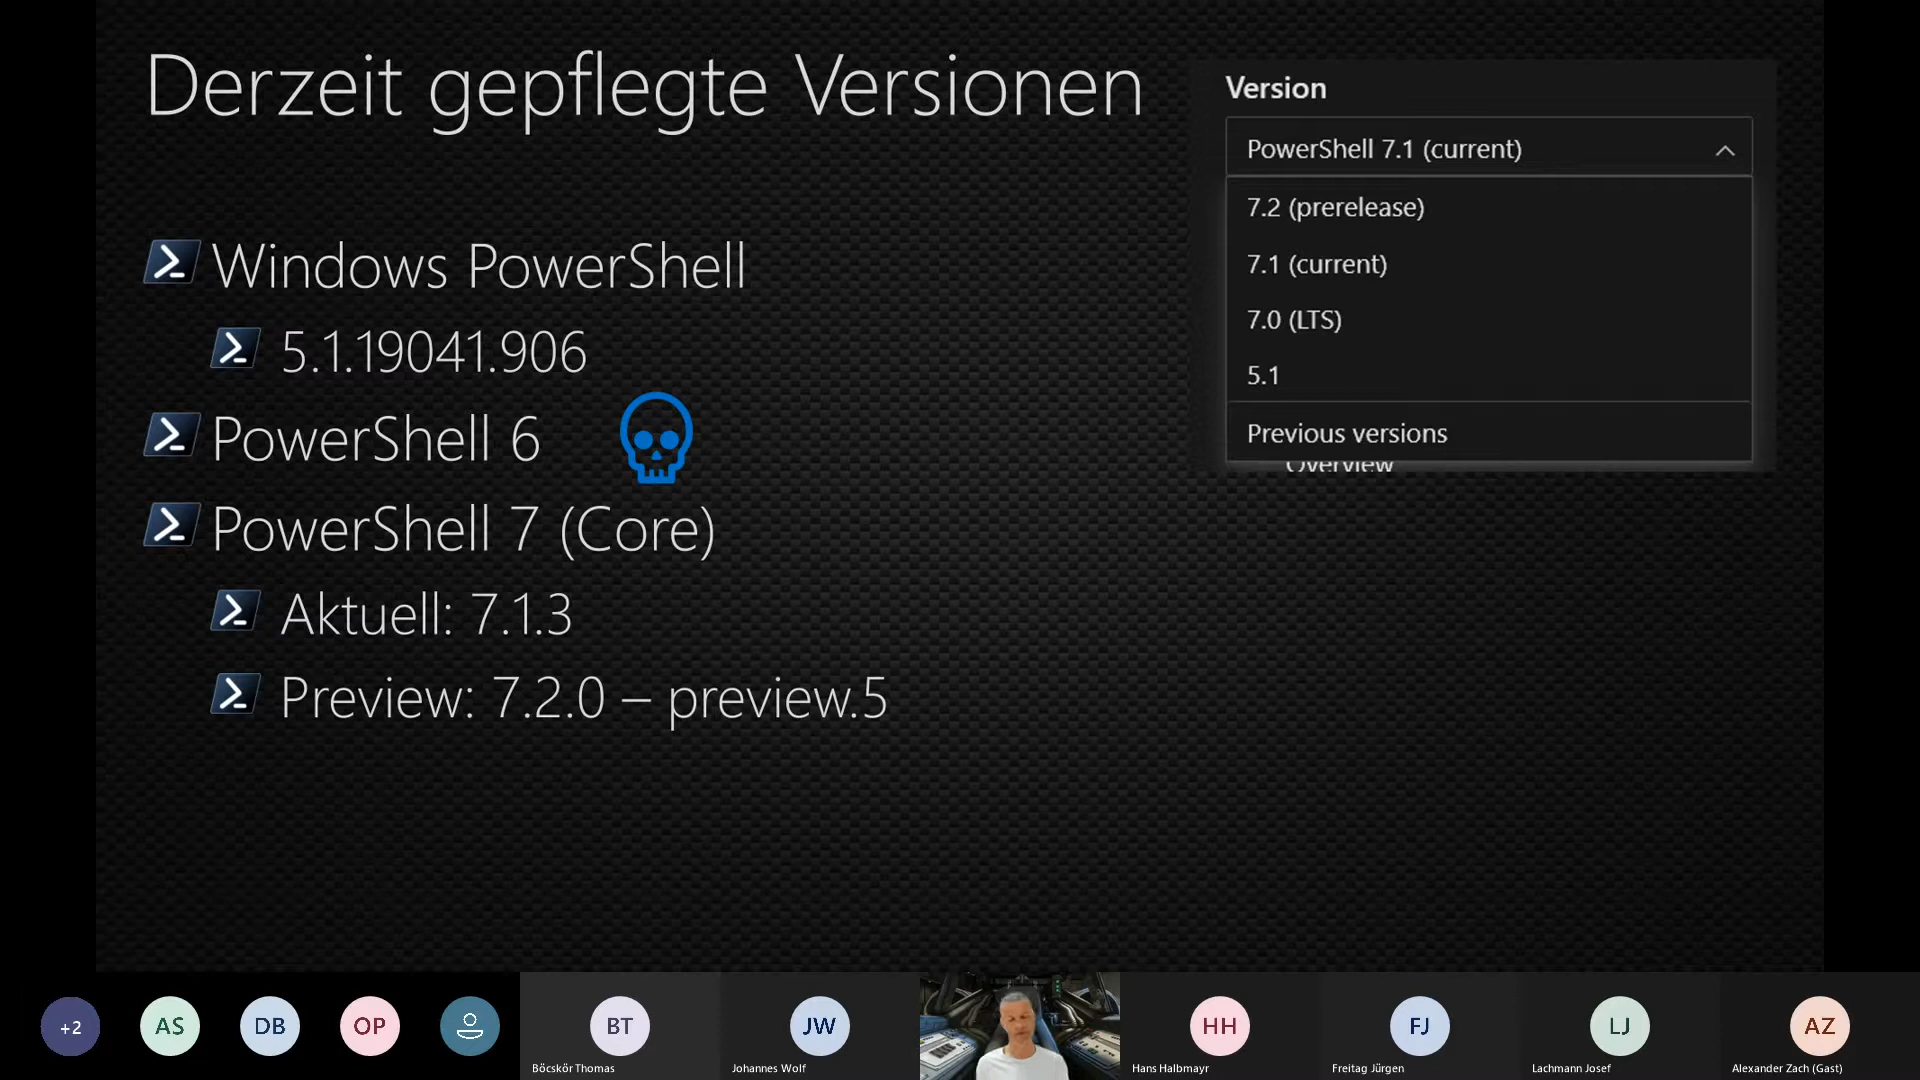 Derzeit gepflegte Versionen
Windows PowerShell
5.1.19041.906
PowerShell 6
PowerShell 7 (Core)
Aktuell: 7.1.3
Preview: 7.2.0 – preview.5
Version
PowerShell 7.1 (current)
7.2 (prerelease)
7.1 (current)
7.0 (LTS)
5.1
Previous versions
Overview
+2
AS
DB
OP
BT
Böcskör Thomas
JW
Johannes Wolf
HH
Hans Halbmayr
FJ
Freitag Jürgen
LJ
Lachmann Josef
AZ
Alexander Zach (Gast)